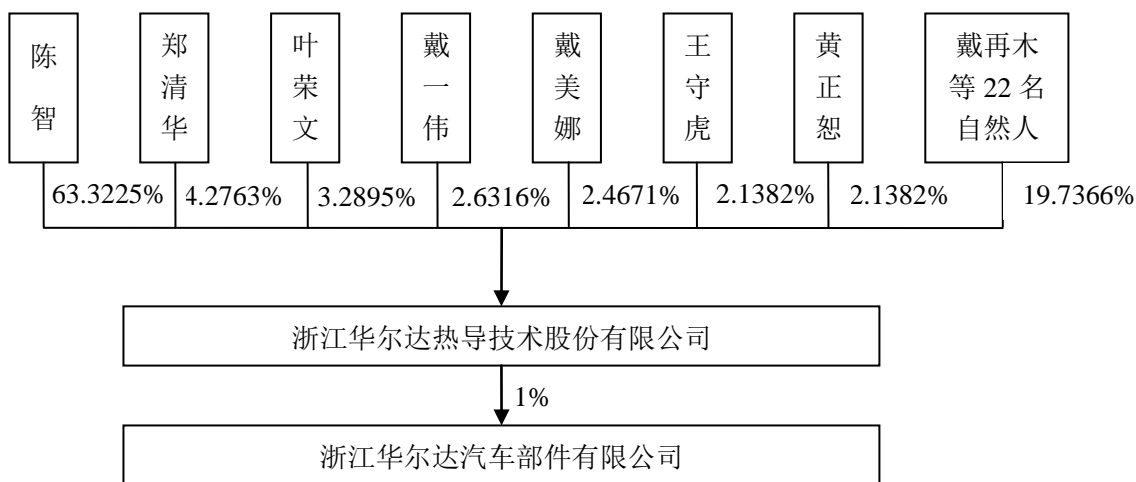 陈智
郑清华
叶荣文
戴一伟
戴美娜
王守虎
黄正恕
戴再木
等 22 名
自然人
63.3225%
4.2763%
3.2895%
2.6316%
2.4671%
2.1382%
2.1382%
19.7366%
浙江华尔达热导技术股份有限公司
1%
浙江华尔达汽车部件有限公司